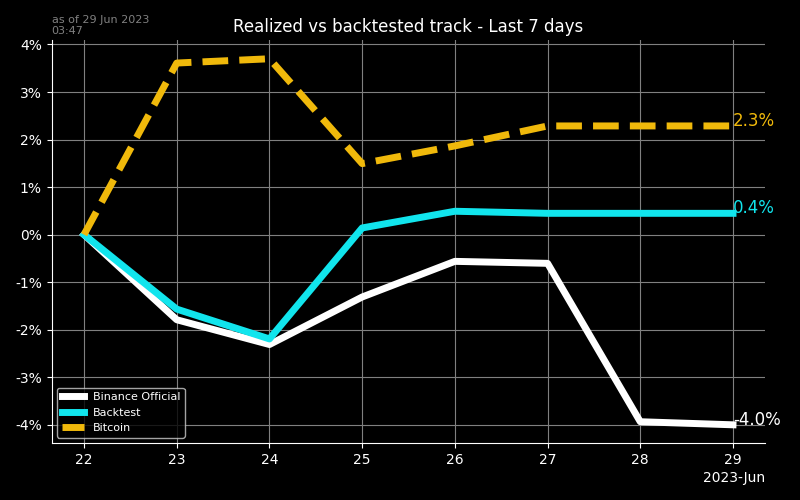 as of 29 Jun 2023
03:47
Realized vs backtested track - Last 7 days
4%
3%
2%
1%
0%
-1%
-2%
-3%
-4%
2.3%
0.4%
-4.0%
Binance Official
Backtest
Bitcoin
22 23 24 25 26 27 28 29
2023-Jun